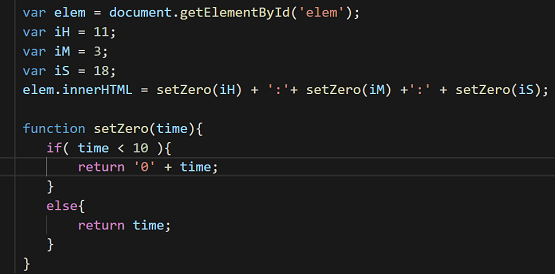 var elem = document.getElementById('elem');
var iH = 11;
var iM = 3;
var iS = 18;
elem.innerHTML = setZero(iH) + ':'+ setZero(iM) +':' + setZero(iS);
function setZero(time){
if( time < 10 ){
return '0' + time;
}
else{
return time;
}
}